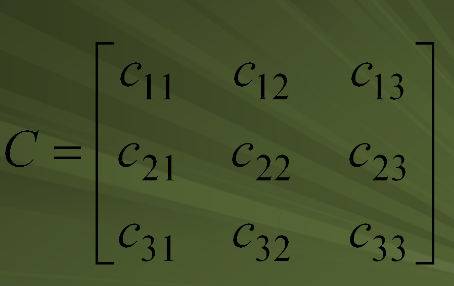 c₁₁ c₁₂ c₁₃
C = c₂₁ c₂₂ c₂₃
c₃₁ c₃₂ c₃₃